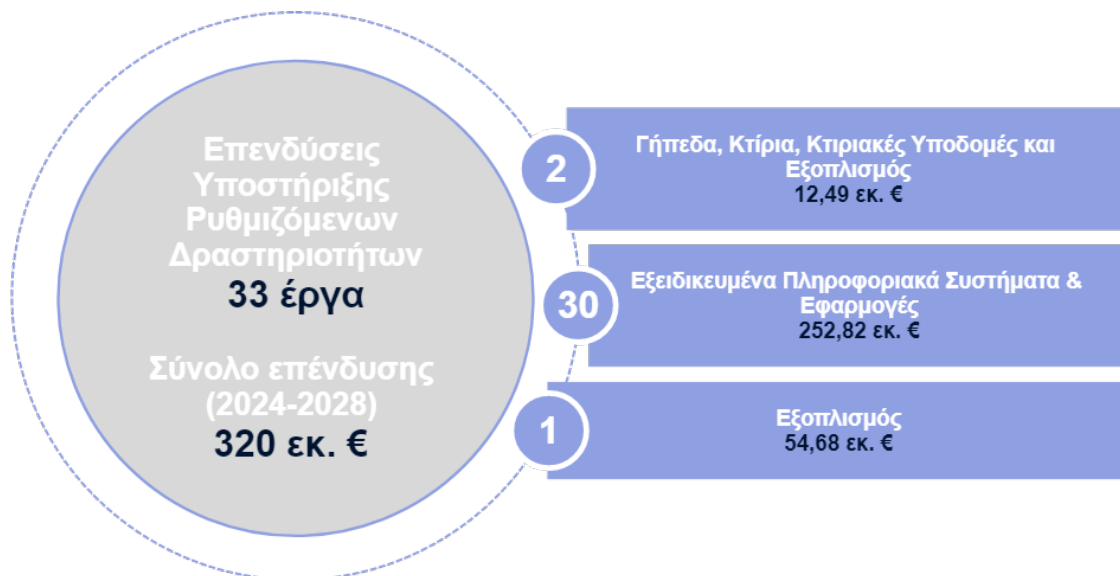 Επενδύσεις
Υποστήριξης
Ρυθμιζόμενων
Δραστηριοτήτων
33 έργα
Σύνολο επένδυσης
(2024-2028)
320 εκ. €
2
Γήπεδα, Κτίρια, Κτιριακές Υποδομές και
Εξοπλισμός
12,49 εκ. €
30
Εξειδικευμένα Πληροφοριακά Συστήματα &
Εφαρμογές
252,82 εκ. €
1
Εξοπλισμός
54,68 εκ. €